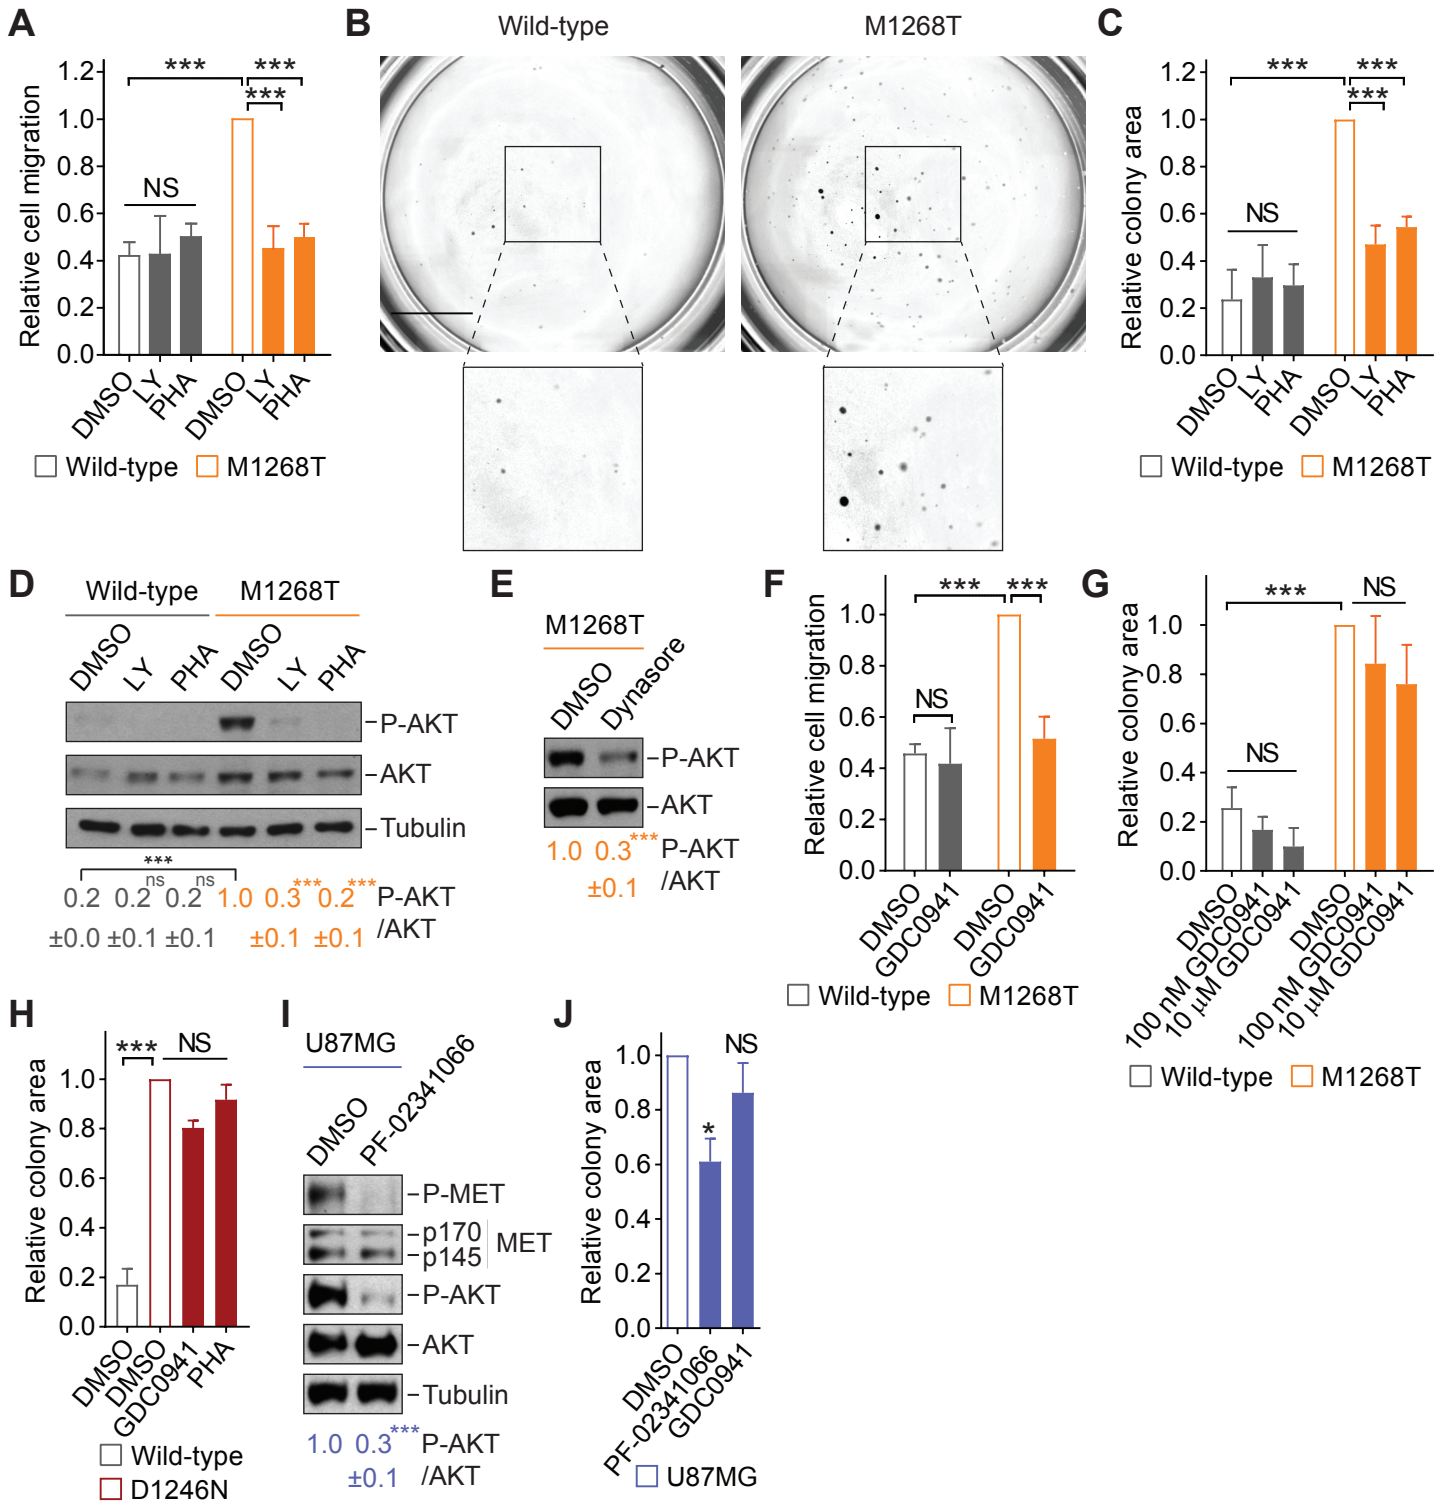 A
Relative cell migration
1.2
1.0
0.8
0.6
0.4
0.2
0.0
***
***
***
NS
DMSO
LY
PHA
DMSO
LY
PHA
Wild-type
M1268T
B
Wild-type
M1268T
C
Relative colony area
1.2
1.0
0.8
0.6
0.4
0.2
0.0
***
***
***
NS
DMSO
LY
PHA
DMSO
LY
PHA
Wild-type
M1268T
D
Wild-type
M1268T
DMSO
LY
PHA
DMSO
LY
PHA
P-AKT
AKT
Tubulin
***
0.2 0.2 ns 0.2 ns 1.0 0.3 *** 0.2 *** P-AKT
±0.0 ±0.1 ±0.1 ±0.1 ±0.1 /AKT
E
M1268T
DMSO
Dynasore
P-AKT
AKT
1.0 0.3 *** P-AKT
±0.1 /AKT
F
Relative cell migration
1.0
0.8
0.6
0.4
0.2
0.0
***
***
NS
DMSO
GDC0941
DMSO
GDC0941
Wild-type
M1268T
G
Relative colony area
1.0
0.8
0.6
0.4
0.2
0.0
***
NS
NS
DMSO
100 nM GDC0941
10 µM GDC0941
DMSO
100 nM GDC0941
10 µM GDC0941
Wild-type
M1268T
H
Relative colony area
1.0
0.8
0.6
0.4
0.2
0.0
***
NS
DMSO
DMSO
GDC0941
PHA
Wild-type
D1246N
I
U87MG
DMSO
PF-02341066
P-MET
p170
p145
MET
P-AKT
AKT
Tubulin
1.0 0.3 *** P-AKT
±0.1 /AKT
J
Relative colony area
1.0
0.8
0.6
0.4
0.2
0.0
*
NS
DMSO
PF-02341066
GDC0941
U87MG